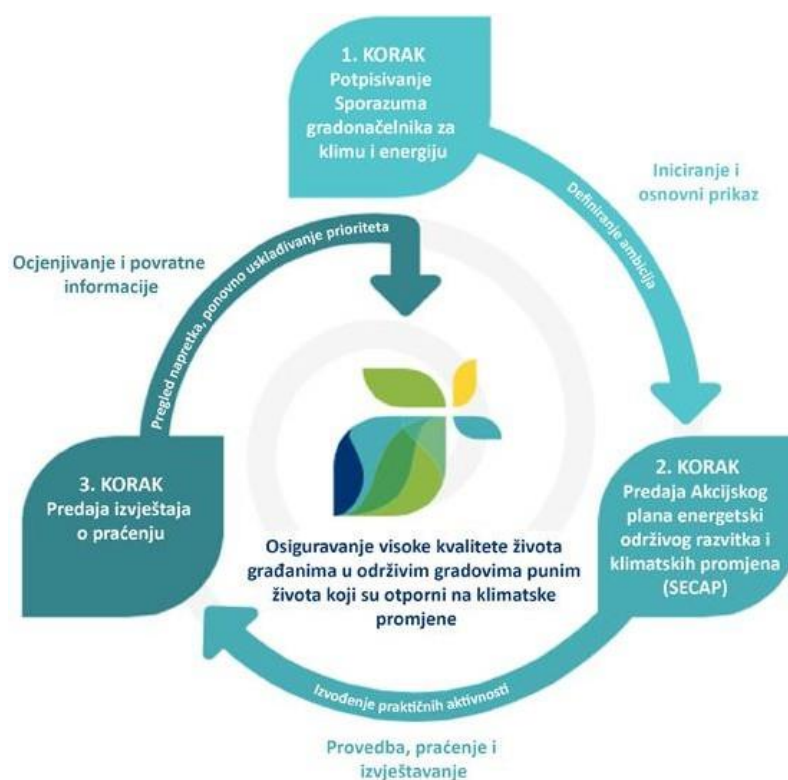 1. KORAK
Potpisivanje
Sporazuma
gradonačelnika za
klimu i energiju
Iniciranje i
osnovni prikaz
Definiranje ambicija
2. KORAK
Predaja Akcijskog
plana energetski
održivog razvitka i
klimatskih promjena
(SECAP)
Izvođenje praktičnih aktivnosti
Provedba, praćenje i
izvještavanje
3. KORAK
Predaja izvještaja
o praćenju
Pregled napretka, ponovno usklađivanje prioriteta
Ocjenjivanje i povratne
informacije
Osiguravanje visoke kvalitete života
građanima u održivim gradovima punim
života koji su otporni na klimatske
promjene